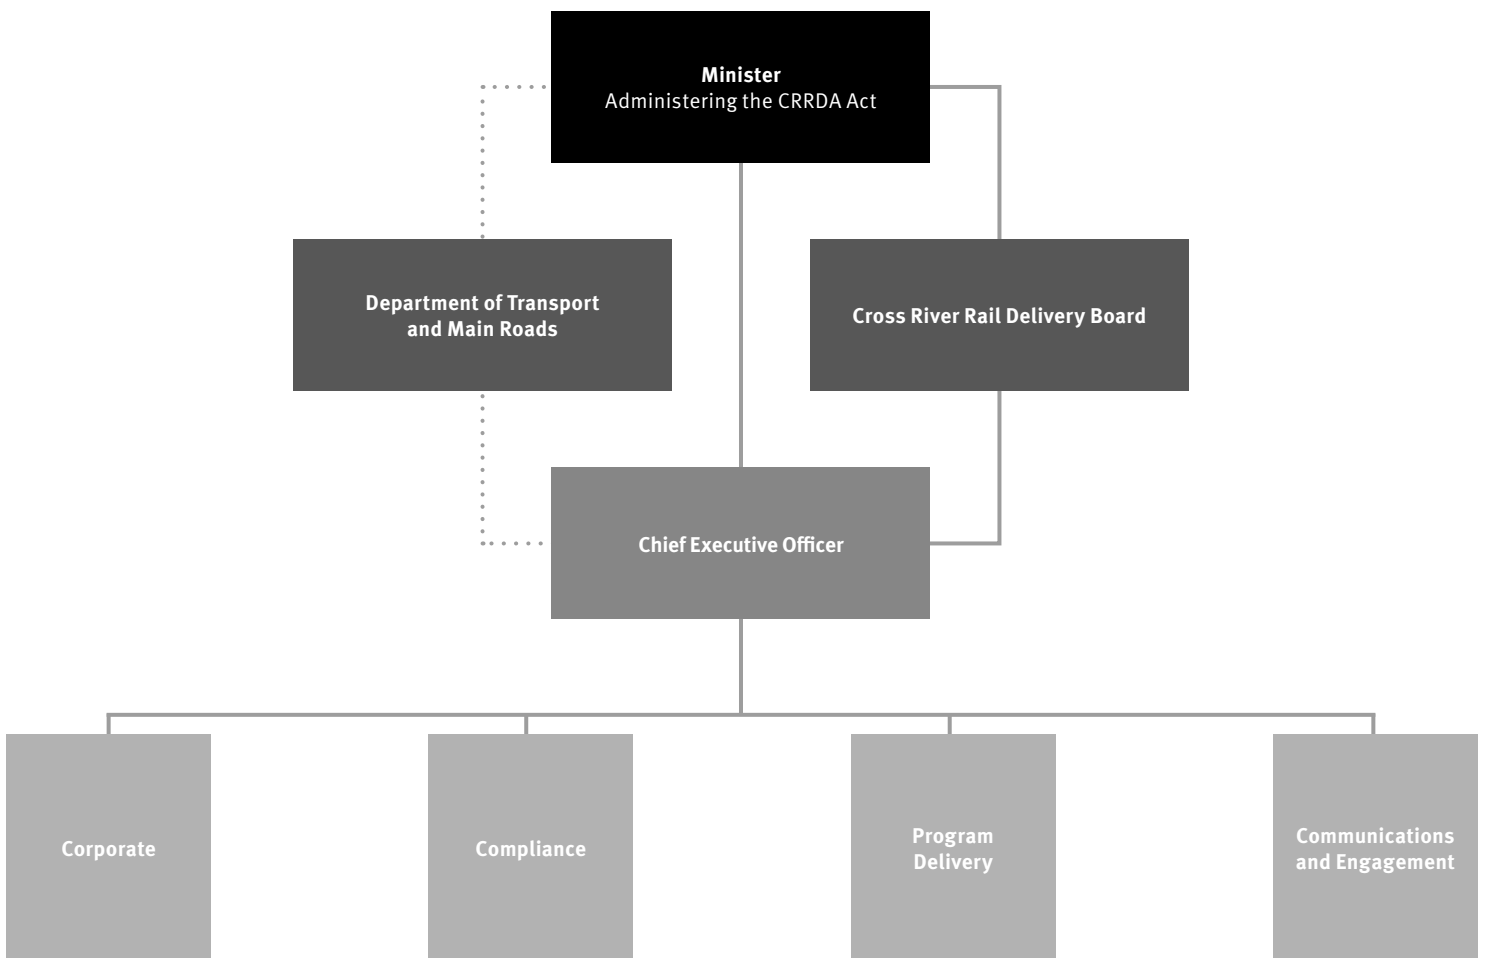 Minister
Administering the CRRDA Act
Department of Transport
and Main Roads
Cross River Rail Delivery Board
Chief Executive Officer
Corporate
Compliance
Program
Delivery
Communications
and Engagement